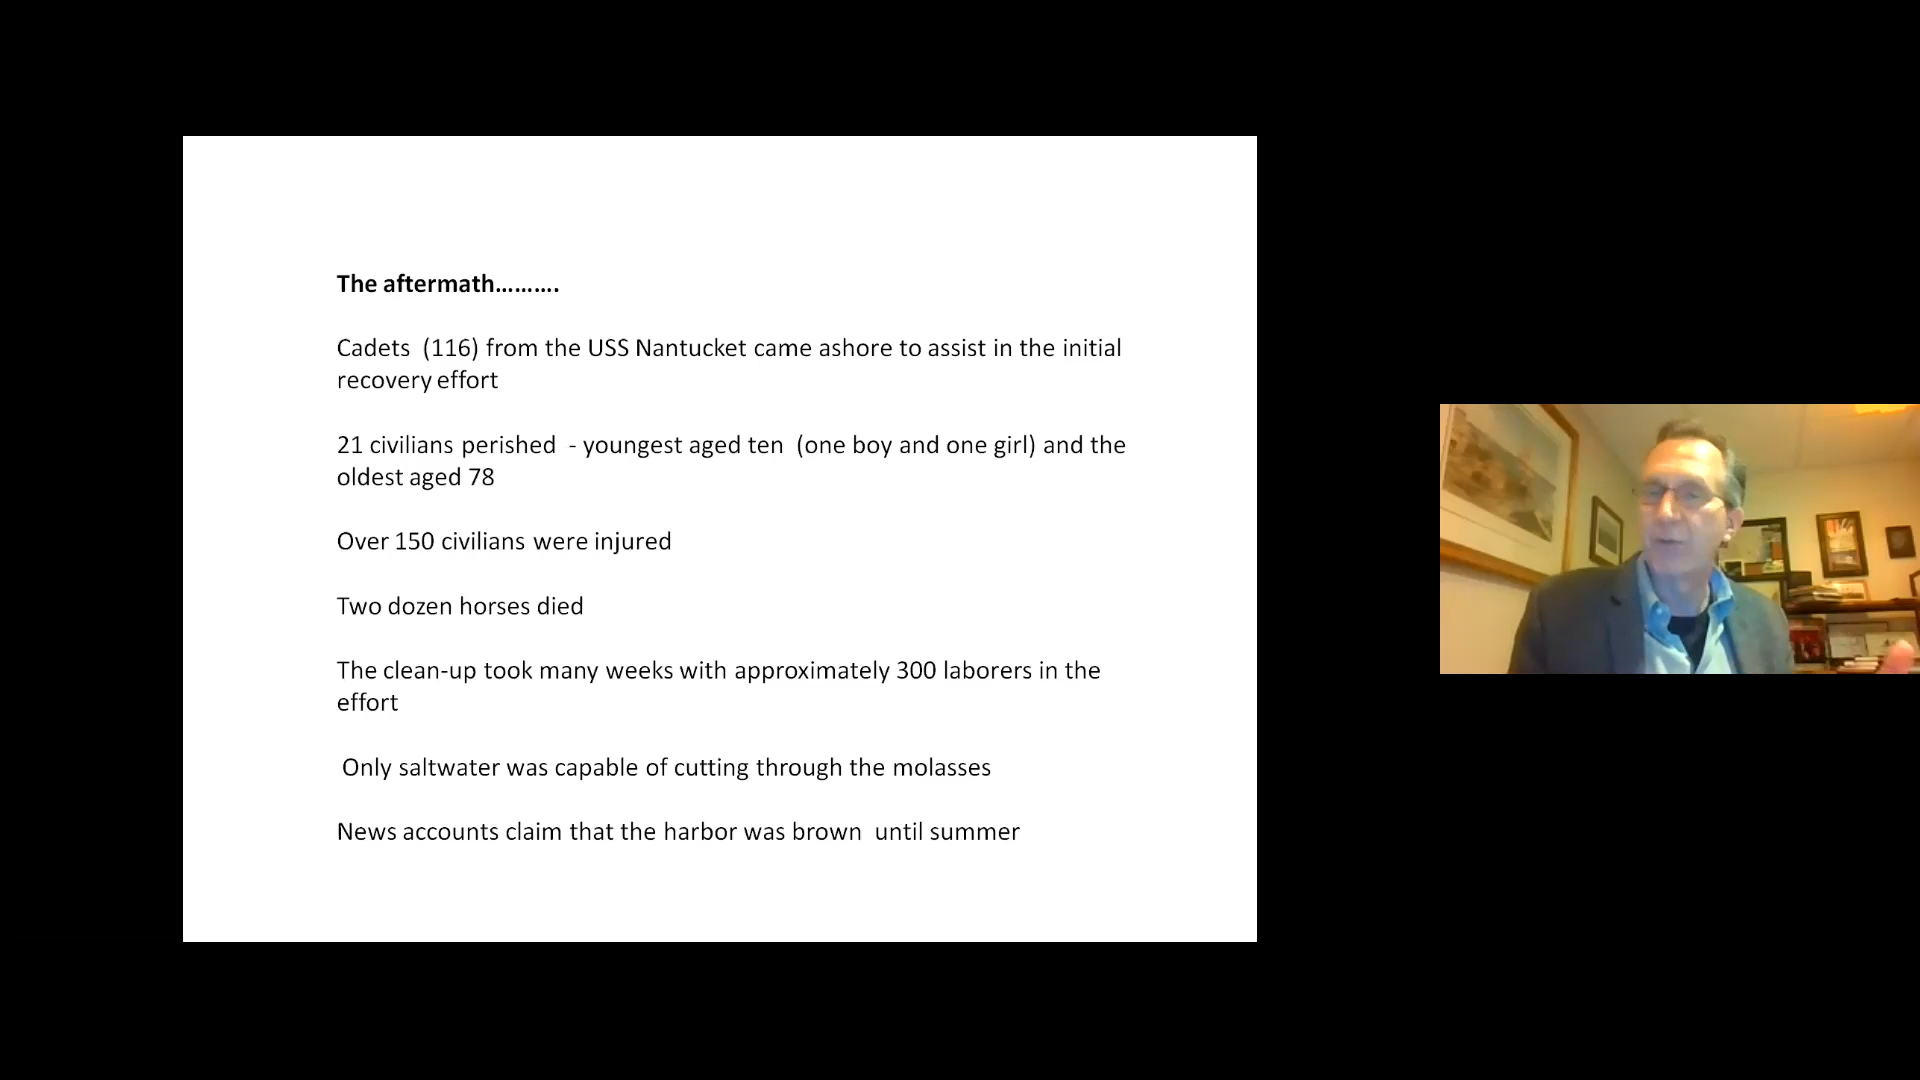 The aftermath……….
Cadets  (116) from the USS Nantucket came ashore to assist in the initial
recovery effort
21 civilians perished  - youngest aged ten  (one boy and one girl) and the
oldest aged 78
Over 150 civilians were injured
Two dozen horses died
The clean-up took many weeks with approximately 300 laborers in the
effort
Only saltwater was capable of cutting through the molasses
News accounts claim that the harbor was brown  until summer